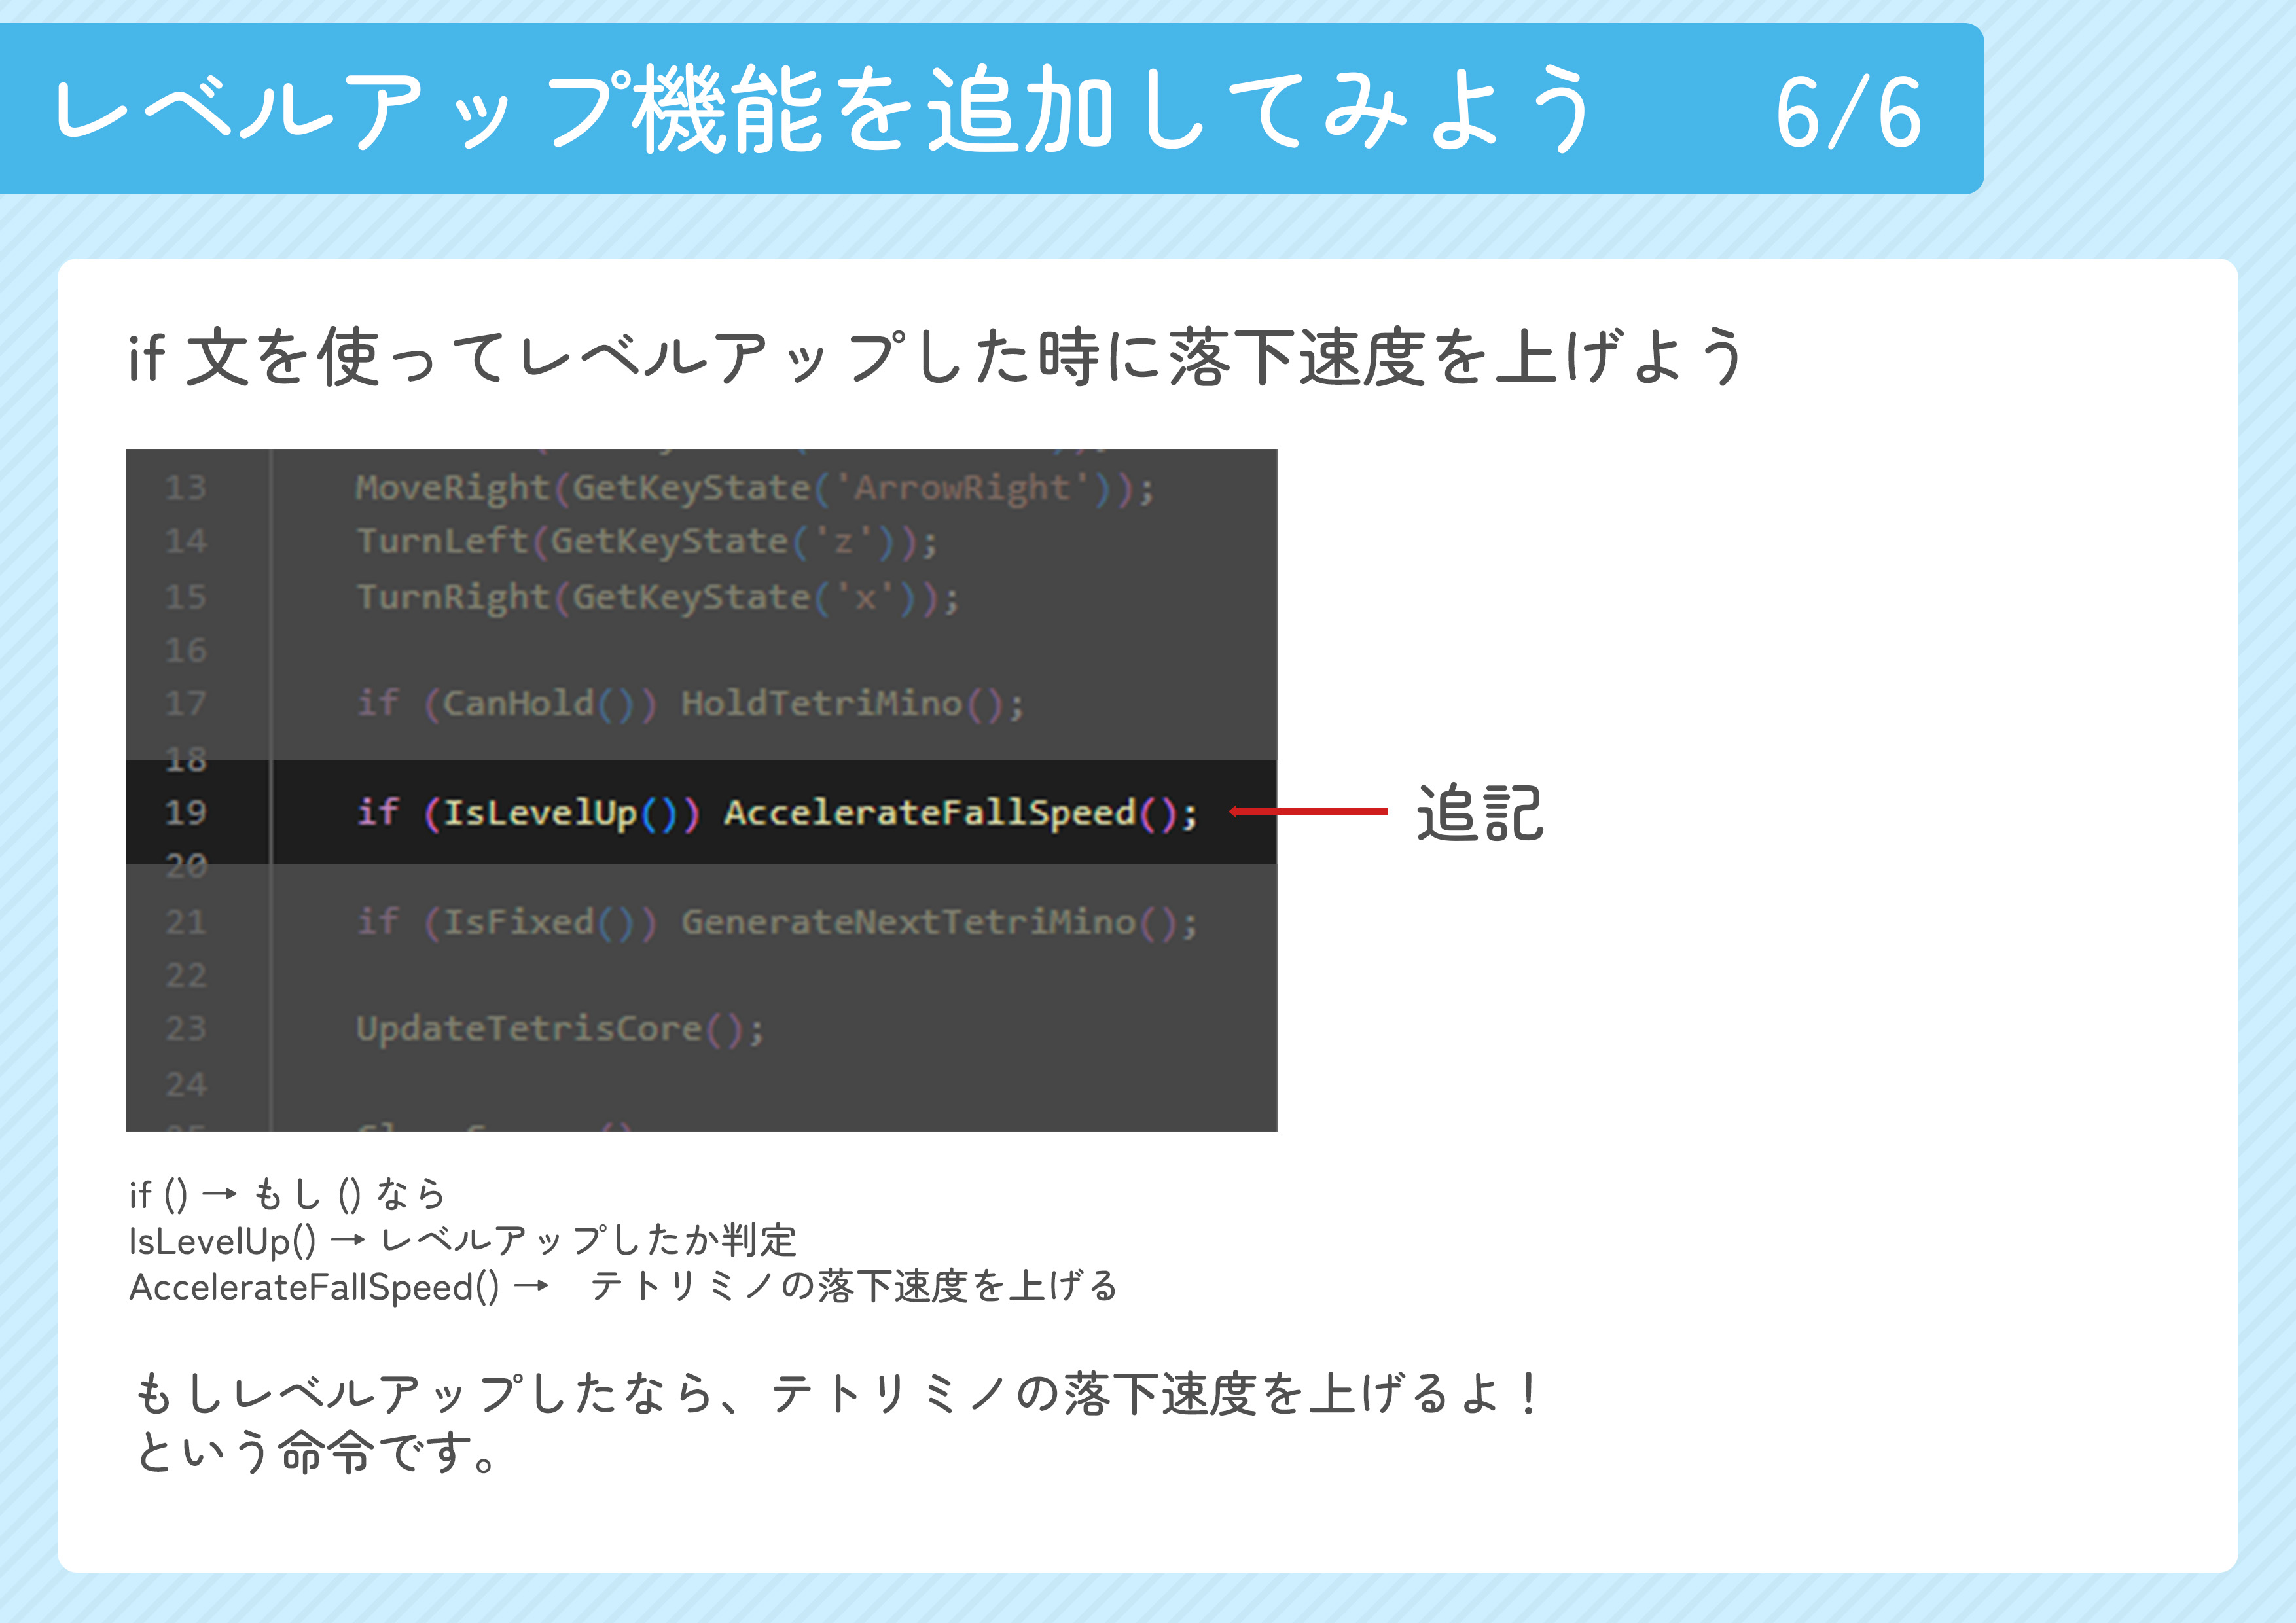 レベルアップ機能を追加してみよう 6/6
if 文を使ってレベルアップした時に落下速度を上げよう
13 MoveRight(GetKeyState('ArrowRight'));
14 TurnLeft(GetKeyState('z'));
15 TurnRight(GetKeyState('x'));
16
17 if (CanHold()) HoldTetriMino();
18
19 if (IsLevelUp()) AccelerateFallSpeed();
追記
20
21 if (IsFixed()) GenerateNextTetriMino();
22
23 UpdateTetrisCore();
24
if () → もし () なら
IsLevelUp() → レベルアップしたか判定
AccelerateFallSpeed() → テトリミノの落下速度を上げる
もしレベルアップしたなら、テトリミノの落下速度を上げるよ！
という命令です。